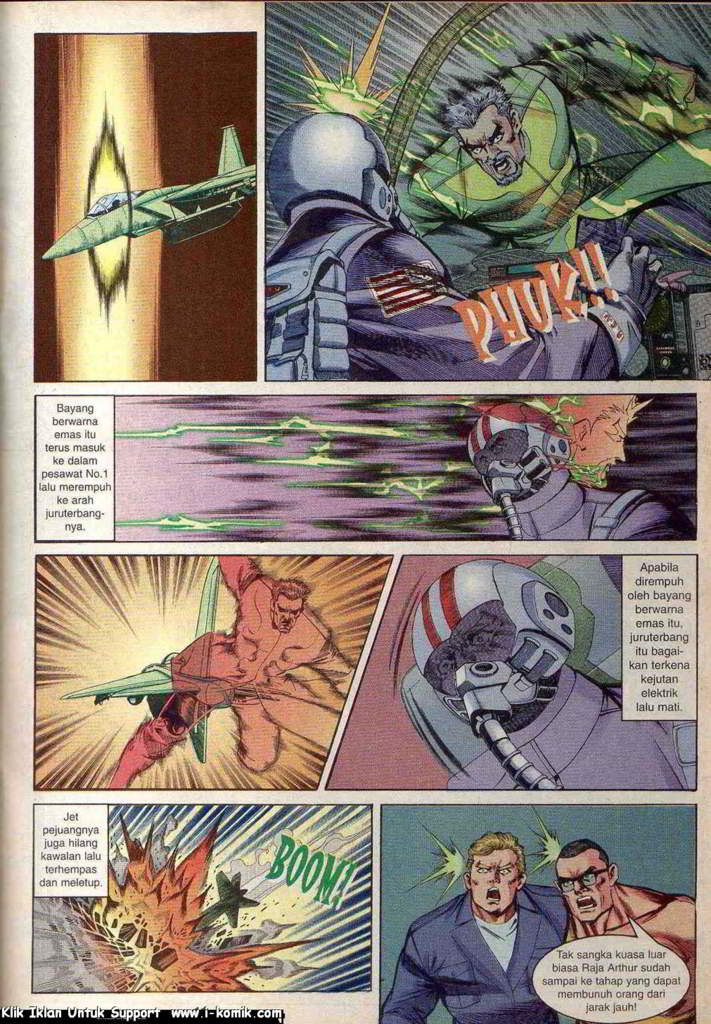 PHUK!!
Bayang
berwarna
emas itu
terus masuk
ke dalam
pesawat No.1
lalu merempuh
ke arah
juruterbang-
nya.
Apabila
dirempuh
oleh bayang
berwarna
emas itu,
juruterbang
itu bagai-
kan terkena
kejutan
elektrik
lalu mati.
Jet
pejuangnya
juga hilang
kawalan lalu
terhempas
dan meletup.
BOOM!
Tak sangka kuasa luar
biasa Raja Arthur sudah
sampai ke tahap yang dapat
membunuh orang dari
jarak jauh!
Klik Iklan Untuk Support www.i-komik.com